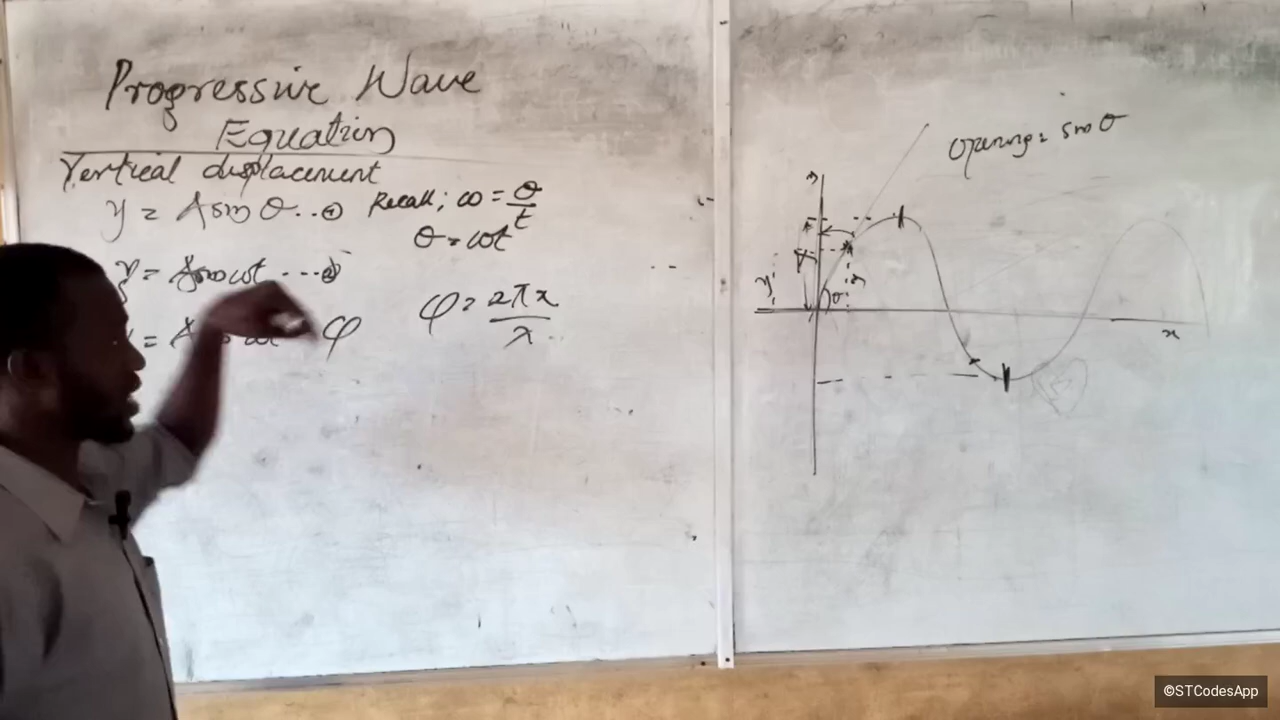 Progressive Wave
Equation
Vertical displacement
y = A sin θ ..①
Recall; ω = θ/t
θ = ωt
y = A sin ωt ----②
φ = 2πx/λ
= A φ
opening = sin θ
y
y
θ
x
©STCodesApp